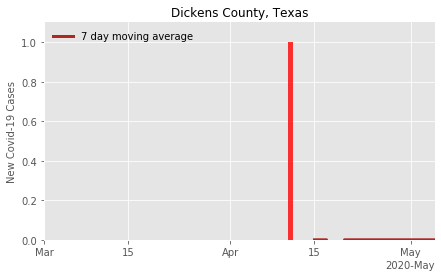 Dickens County, Texas
7 day moving average
New Covid-19 Cases
1.0
0.8
0.6
0.4
0.2
0.0
Mar 15 Apr 15 May
2020-May